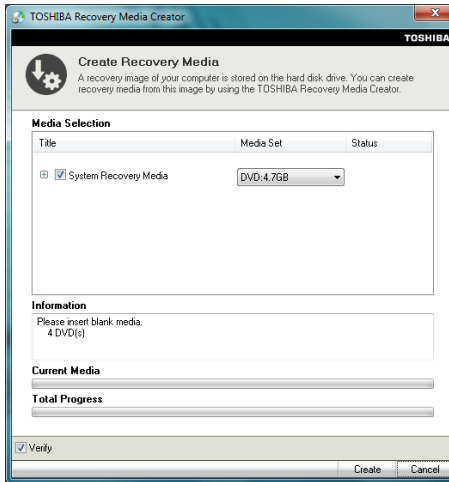 TOSHIBA Recovery Media Creator
TOSHIBA
Create Recovery Media
A recovery image of your computer is stored on the hard disk drive. You can create
recovery media from this image by using the TOSHIBA Recovery Media Creator.
Media Selection
Title Media Set Status
System Recovery Media DVD:4.7GB
Information
Please insert blank media.
4 DVD(s)
Current Media
Total Progress
Verify
Create Cancel